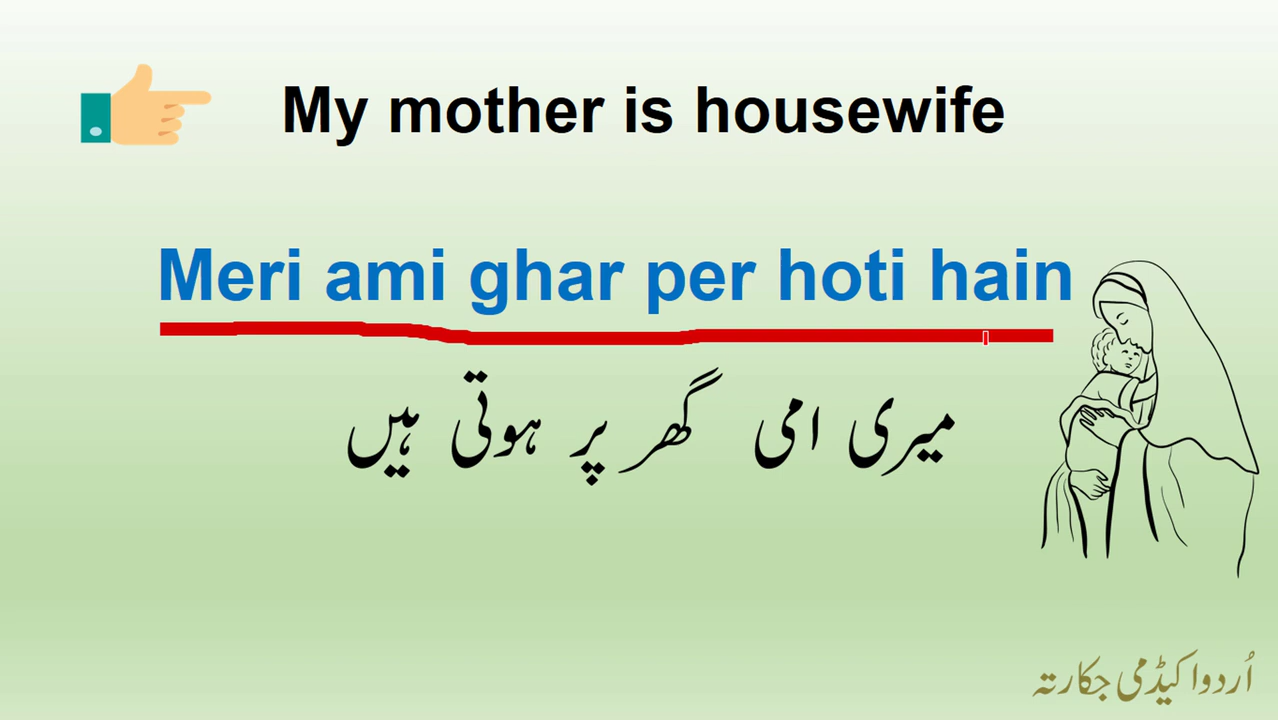 My mother is housewife
Meri ami ghar per hoti hain
میری امی گھر پر ہوتی ہیں
اُردو اکیڈمی جکارتہ